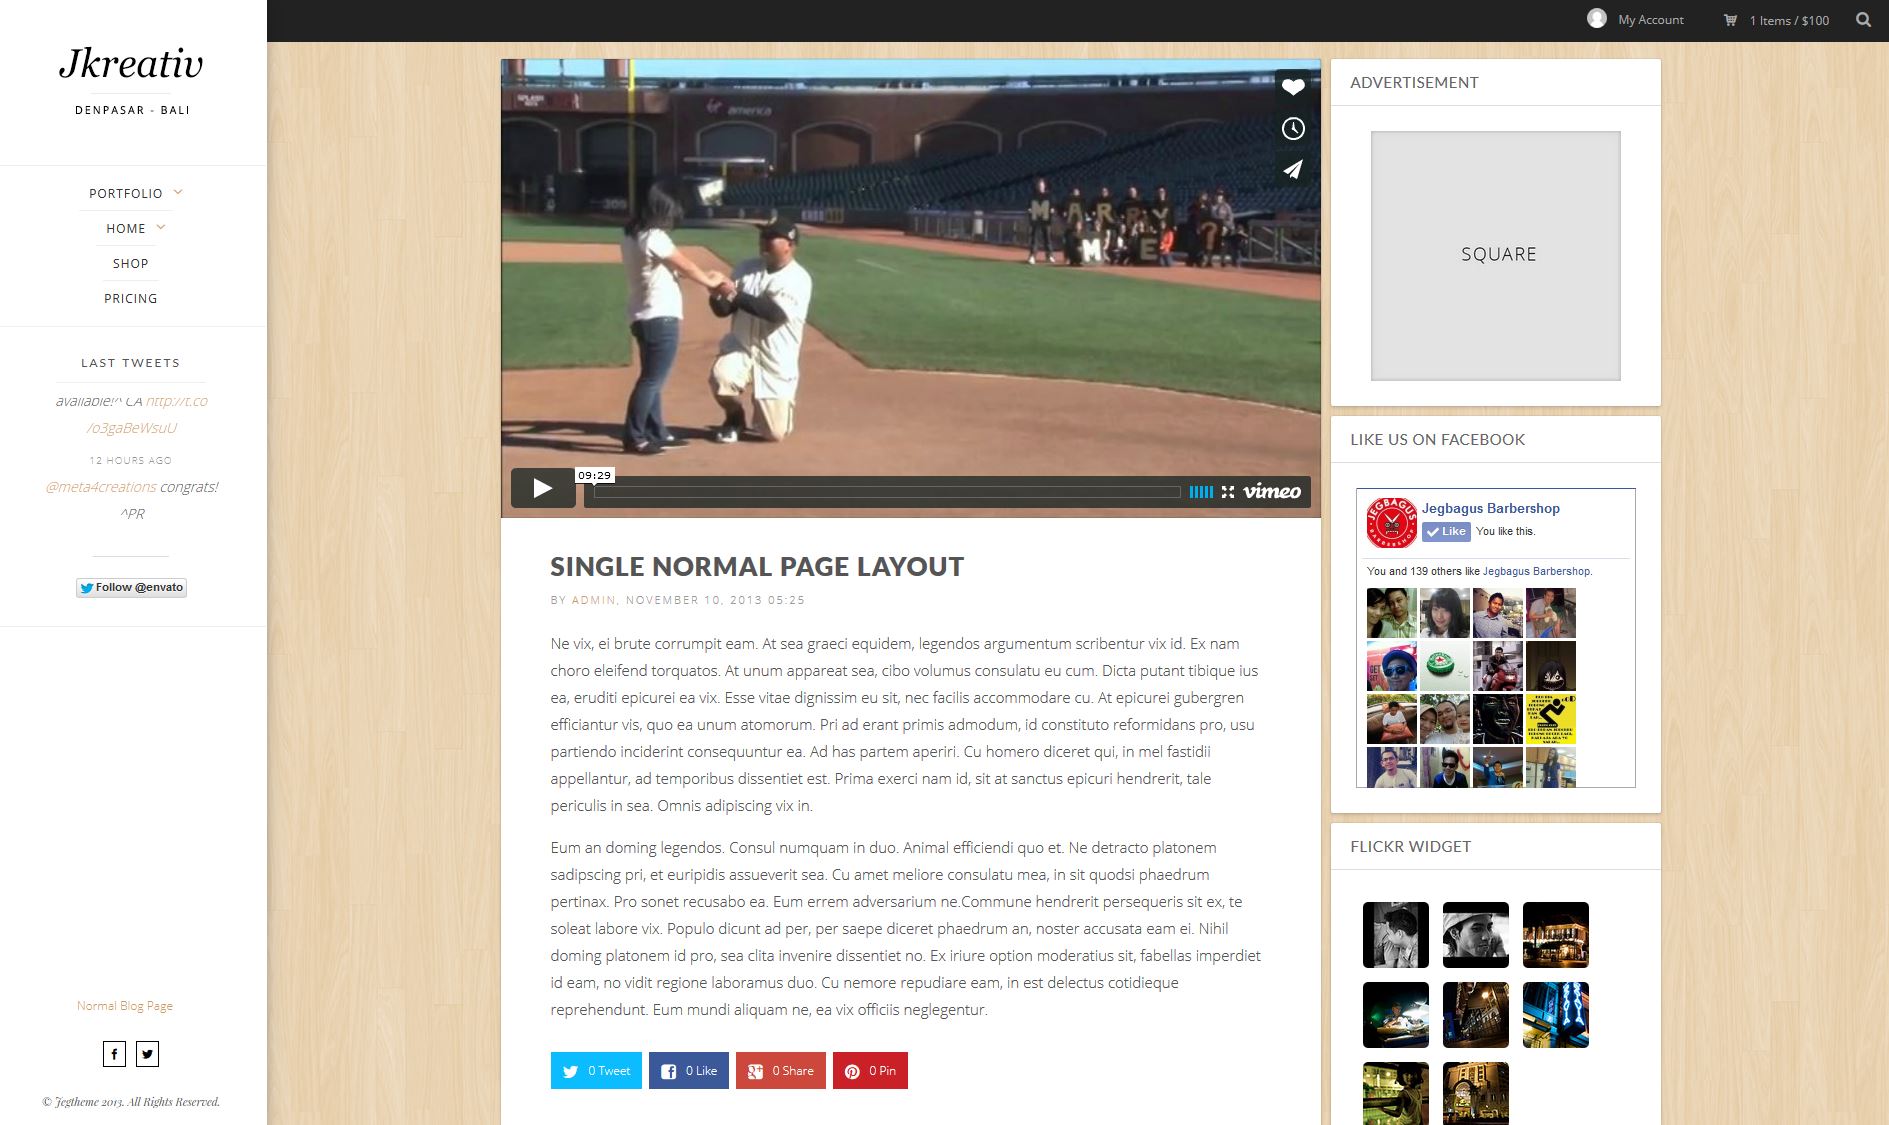 Jkreativ
DENPASAR - BALI
PORTFOLIO
HOME
SHOP
PRICING
LAST TWEETS
available!^ CA http://t.co
/o3gaBeWsuU
12 HOURS AGO
@meta4creations congrats!
^PR
Follow @envato
Normal Blog Page
© Jegtheme 2013. All Rights Reserved.
My Account
1 Items / $100
america
MARRY
ME ?
09:29
vimeo
SINGLE NORMAL PAGE LAYOUT
BY ADMIN, NOVEMBER 10, 2013 05:25
Ne vix, ei brute corrumpit eam. At sea graeci equidem, legendos argumentum scribentur vix id. Ex nam
choro eleifend torquatos. At unum appareat sea, cibo volumus consulatu eu cum. Dicta putant tibique ius
ea, eruditi epicurei ea vix. Esse vitae dignissim eu sit, nec facilis accommodare cu. At epicurei gubergren
efficiantur vis, quo ea unum atomorum. Pri ad erant primis admodum, id constituto reformidans pro, usu
partiendo inciderint consequuntur ea. Ad has partem aperiri. Cu homero diceret qui, in mel fastidii
appellantur, ad temporibus dissentiet est. Prima exerci nam id, sit at sanctus epicuri hendrerit, tale
periculis in sea. Omnis adipiscing vix in.
Eum an doming legendos. Consul numquam in duo. Animal efficiendi quo et. Ne detracto platonem
sadipscing pri, et euripidis assueverit sea. Cu amet meliore consulatu mea, in sit quodsi phaedrum
pertinax. Pro sonet recusabo ea. Eum errem adversarium ne.Commune hendrerit persequeris sit ex, te
soleat labore vix. Populo dicunt ad per, per saepe diceret phaedrum an, noster accusata eam ei. Nihil
doming platonem id pro, sea clita invenire dissentiet no. Ex iriure option moderatius sit, fabellas imperdiet
id eam, no vidit regione laboramus duo. Cu nemore repudiare eam, in est delectus cotidieque
reprehendunt. Eum mundi aliquam ne, ea vix officiis neglegentur.
0 Tweet
0 Like
0 Share
0 Pin
ADVERTISEMENT
SQUARE
LIKE US ON FACEBOOK
JEGBAGUS
BARBERSHOP
Jegbagus Barbershop
Like You like this.
You and 139 others like Jegbagus Barbershop.
FLICKR WIDGET